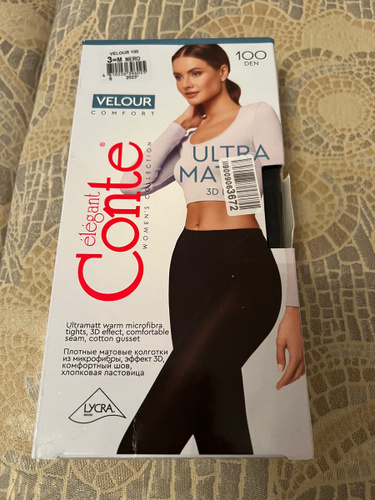 VELOUR 100
3=M NERO
100
DEN
VELOUR
COMFORT
ULTRA
3D
élégant
Conte®
WOMEN'S COLLECTION
Ultramatt warm microfibra
tights, 3D effect, comfortable
seam, cotton gusset
Плотные матовые колготки
из микрофибры, эффект 3D,
комфортный шов,
хлопковая ластовица
LYCRA